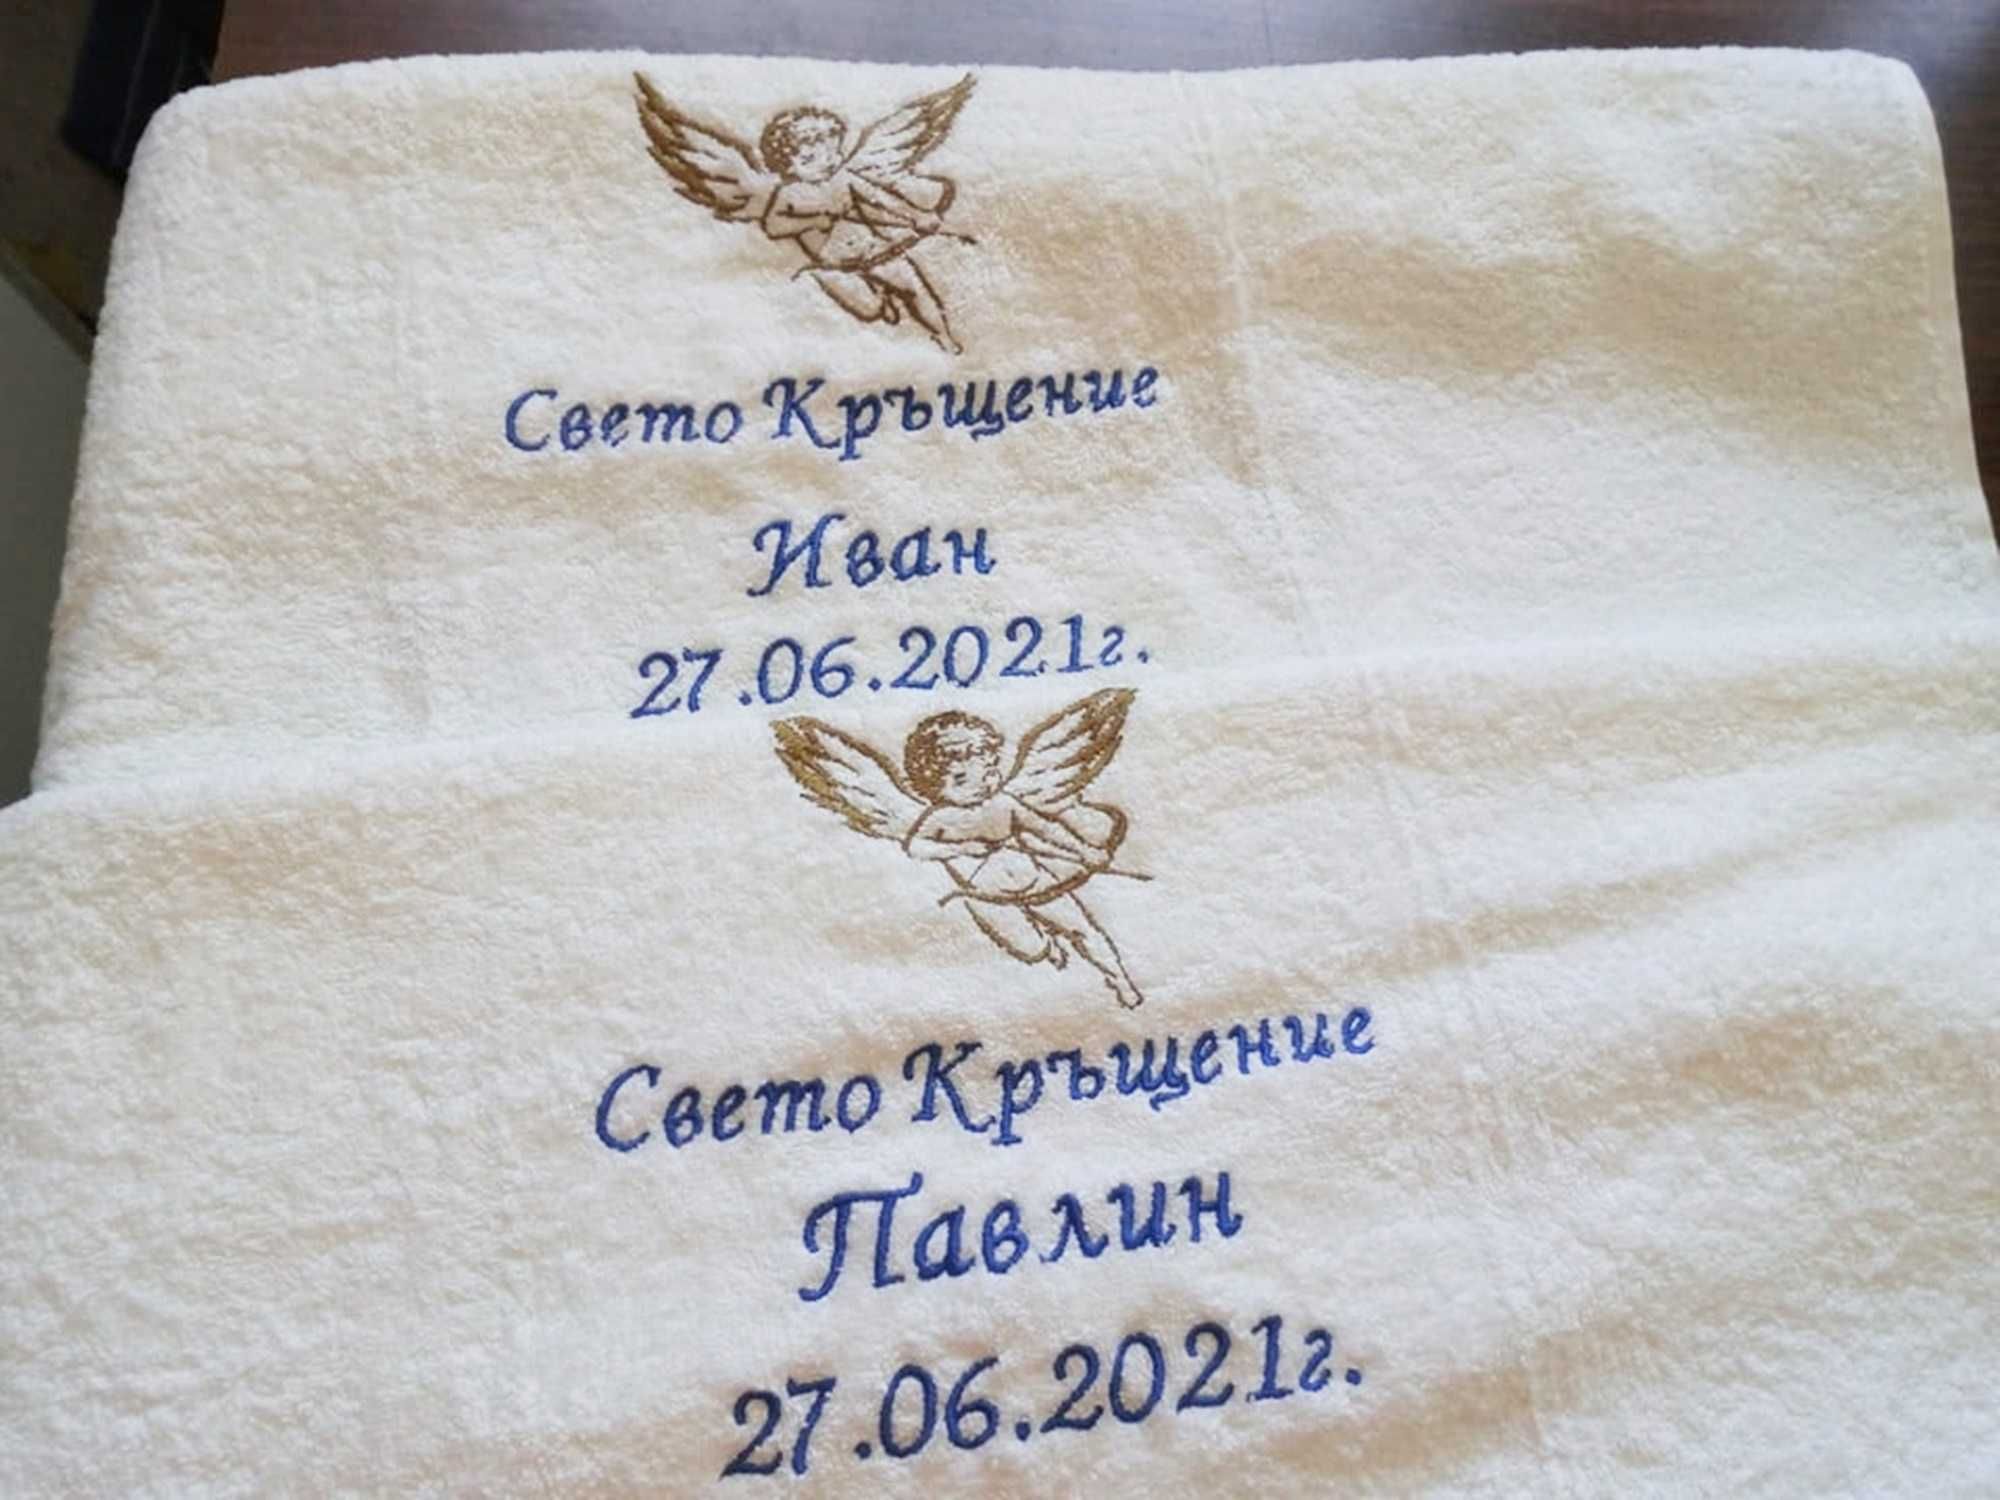 Свето Кръщение
Иван
27.06.2021г.
Свето Кръщение
Павлин
27.06.2021г.